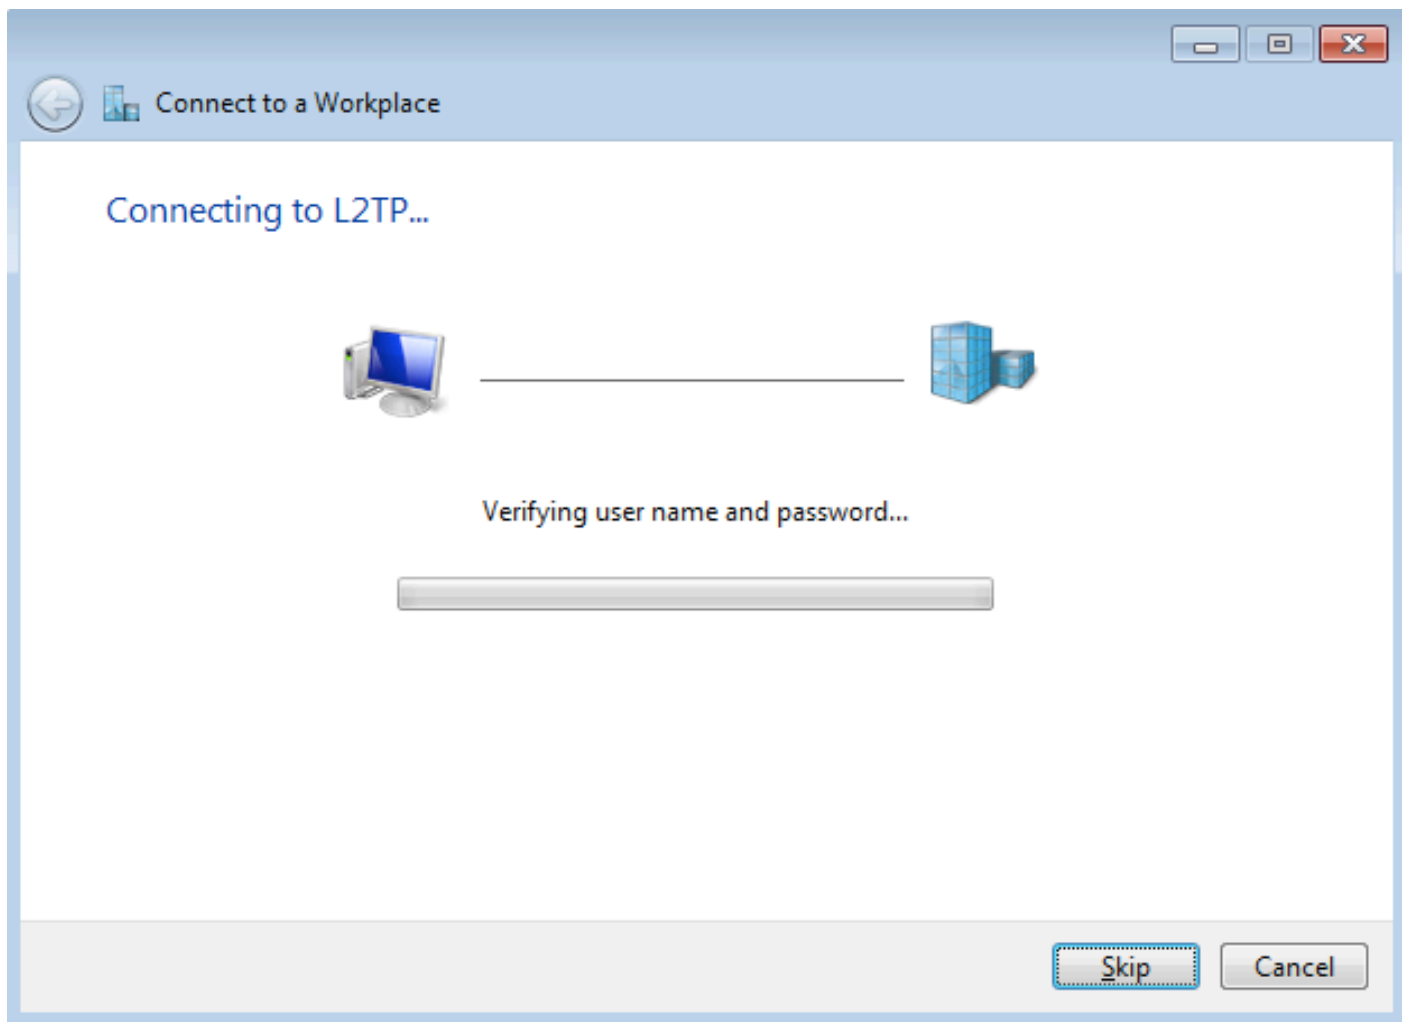 Connect to a Workplace
Connecting to L2TP...
Verifying user name and password...
Skip
Cancel